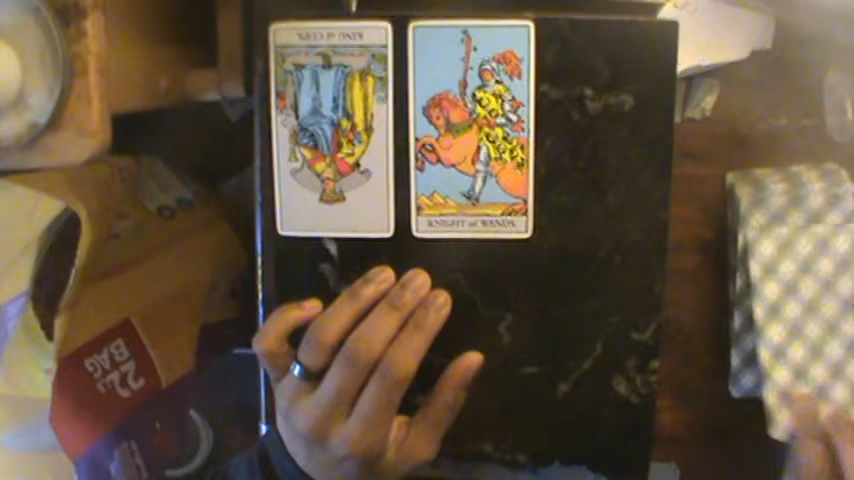 KING of CUPS.
KNIGHT of WANDS.
22¢
BAG